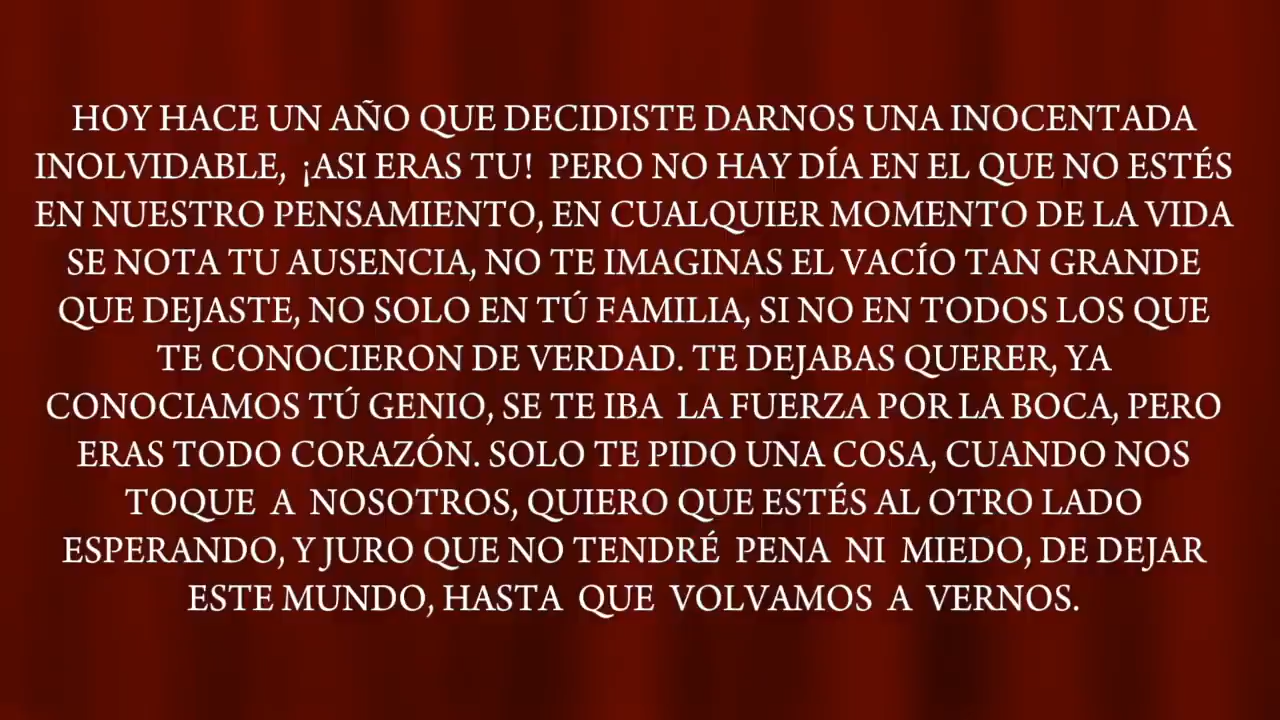 HOY HACE UN AÑO QUE DECIDISTE DARNOS UNA INOCENTADA
INOLVIDABLE, ¡ASI ERAS TU! PERO NO HAY DÍA EN EL QUE NO ESTÉS
EN NUESTRO PENSAMIENTO, EN CUALQUIER MOMENTO DE LA VIDA
SE NOTA TU AUSENCIA, NO TE IMAGINAS EL VACÍO TAN GRANDE
QUE DEJASTE, NO SOLO EN TÚ FAMILIA, SI NO EN TODOS LOS QUE
TE CONOCIERON DE VERDAD. TE DEJABAS QUERER, YA
CONOCIAMOS TÚ GENIO, SE TE IBA LA FUERZA POR LA BOCA, PERO
ERAS TODO CORAZÓN. SOLO TE PIDO UNA COSA, CUANDO NOS
TOQUE A NOSOTROS, QUIERO QUE ESTÉS AL OTRO LADO
ESPERANDO, Y JURO QUE NO TENDRÉ PENA NI MIEDO, DE DEJAR
ESTE MUNDO, HASTA QUE VOLVAMOS A VERNOS.